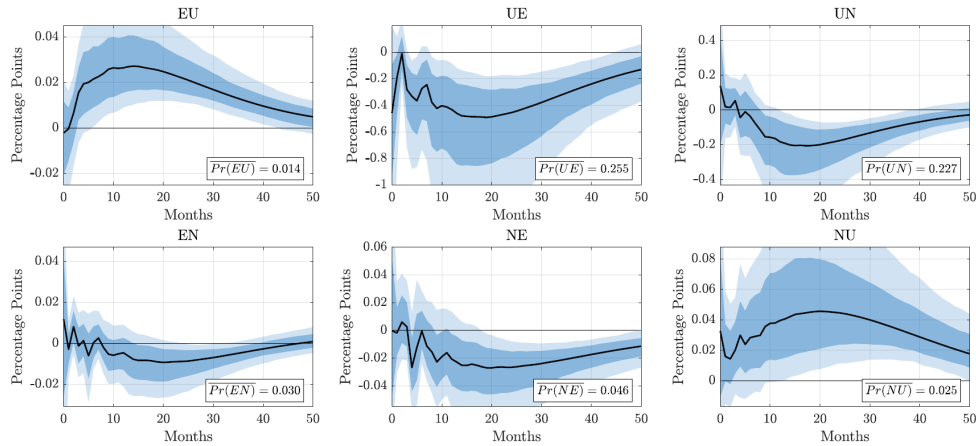 EU
Percentage Points
0.04
0.02
0
-0.02
0 10 20 30 40 50
Months
Pr(EU) = 0.014
UE
Percentage Points
0
-0.2
-0.4
-0.6
-0.8
-1
0 10 20 30 40 50
Months
Pr(UE) = 0.255
UN
Percentage Points
0.4
0.2
0
-0.2
-0.4
0 10 20 30 40 50
Months
Pr(UN) = 0.227
EN
Percentage Points
0.04
0.02
0
-0.02
0 10 20 30 40 50
Months
Pr(EN) = 0.030
NE
Percentage Points
0.06
0.04
0.02
0
-0.02
-0.04
0 10 20 30 40 50
Months
Pr(NE) = 0.046
NU
Percentage Points
0.08
0.06
0.04
0.02
0
0 10 20 30 40 50
Months
Pr(NU) = 0.025